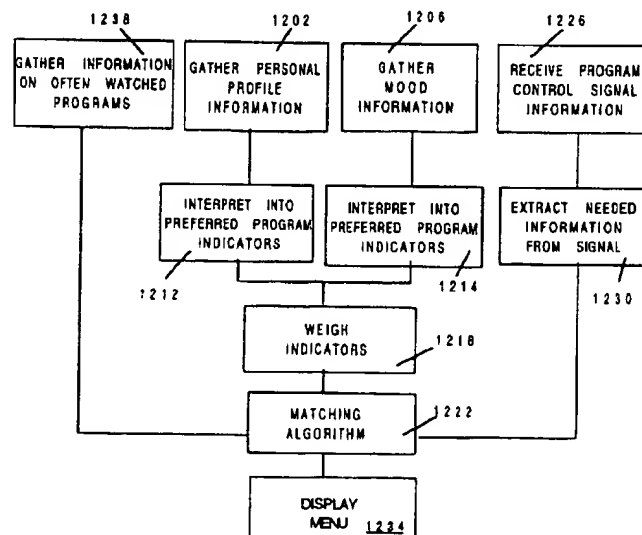 1238
1202
1206
1226
GATHER INFORMATION
ON OFTEN WATCHED
PROGRAMS
GATHER PERSONAL
PROFILE
INFORMATION
GATHER
MOOD
INFORMATION
RECEIVE PROGRAM
CONTROL SIGNAL
INFORMATION
INTERPRET INTO
PREFERRED PROGRAM
INDICATORS
INTERPRET INTO
PREFERRED PROGRAM
INDICATORS
EXTRACT NEEDED
INFORMATION
FROM SIGNAL
1212
1214
1230
WEIGH
INDICATORS
1218
MATCHING
ALGORITHM
1222
DISPLAY
MENU
1234